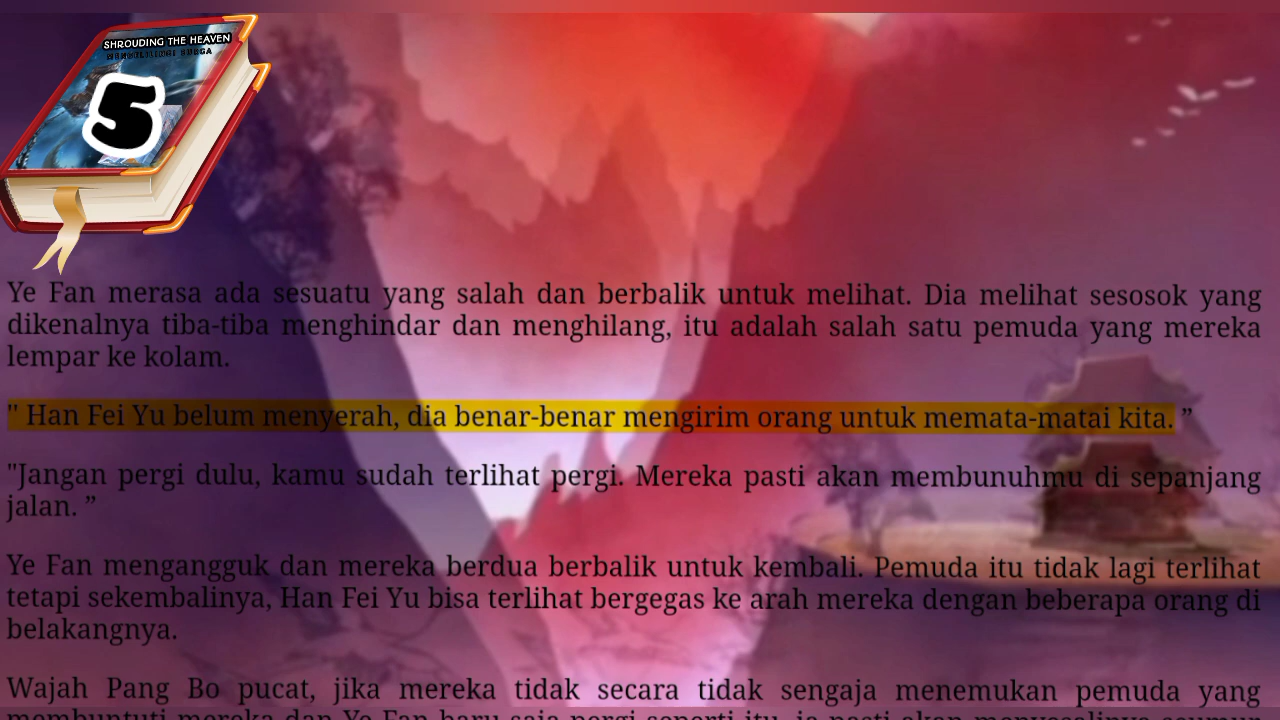 SHROUDING THE HEAVEN
5
Ye Fan merasa ada sesuatu yang salah dan berbalik untuk melihat. Dia melihat sesosok yang
dikenalnya tiba-tiba menghindar dan menghilang, itu adalah salah satu pemuda yang mereka
lempar ke kolam.
" Han Fei Yu belum menyerah, dia benar-benar mengirim orang untuk memata-matai kita. ”
"Jangan pergi dulu, kamu sudah terlihat pergi. Mereka pasti akan membunuhmu di sepanjang
jalan. ”
Ye Fan mengangguk dan mereka berdua berbalik untuk kembali. Pemuda itu tidak lagi terlihat
tetapi sekembalinya, Han Fei Yu bisa terlihat bergegas ke arah mereka dengan beberapa orang di
belakangnya.
Wajah Pang Bo pucat, jika mereka tidak secara tidak sengaja menemukan pemuda yang